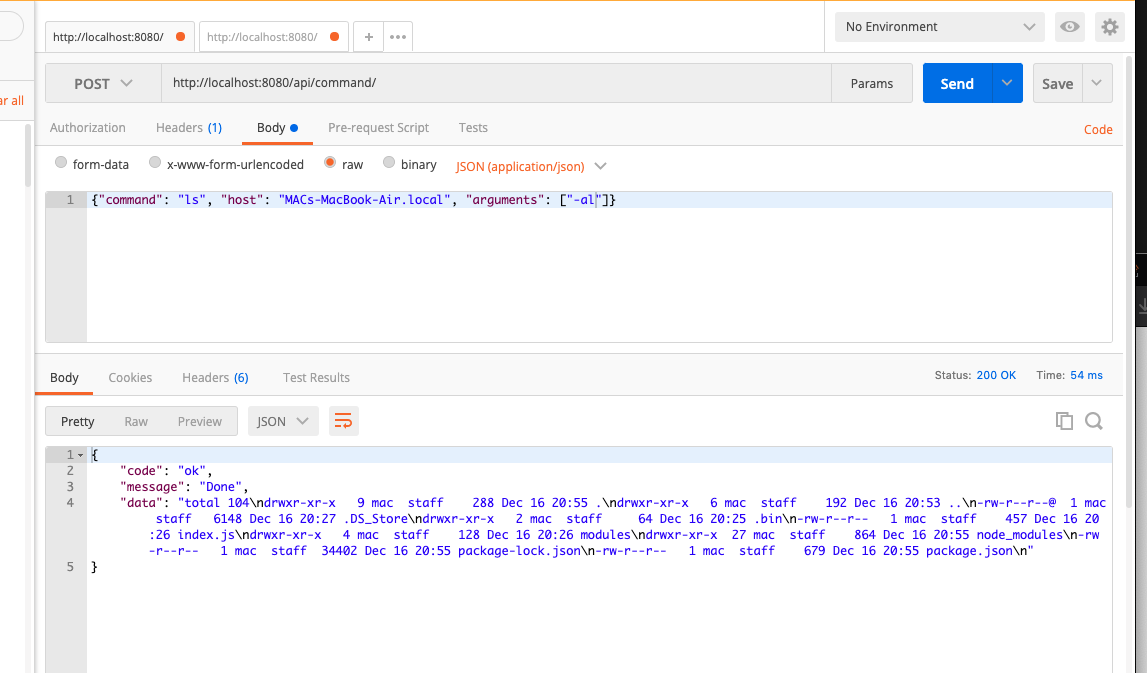 http://localhost:8080/ http://localhost:8080/ + ••• No Environment
POST http://localhost:8080/api/command/ Params Send Save
ar all
Authorization Headers (1) Body Pre-request Script Tests Code
form-data x-www-form-urlencoded raw binary JSON (application/json)
1 {"command": "ls", "host": "MACs-MacBook-Air.local", "arguments": ["-al"]}
Body Cookies Headers (6) Test Results Status: 200 OK Time: 54 ms
Pretty Raw Preview JSON
1 {
2 "code": "ok",
3 "message": "Done",
4 "data": "total 104\ndrwxr-xr-x   9 mac  staff    288 Dec 16 20:55 .\ndrwxr-xr-x   6 mac  staff    192 Dec 16 20:53 ..\n-rw-r--r--@  1 mac
staff   6148 Dec 16 20:27 .DS_Store\ndrwxr-xr-x   2 mac  staff     64 Dec 16 20:25 .bin\n-rw-r--r--   1 mac  staff    457 Dec 16 20
:26 index.js\ndrwxr-xr-x   4 mac  staff    128 Dec 16 20:26 modules\ndrwxr-xr-x  27 mac  staff    864 Dec 16 20:55 node_modules\n-rw
-r--r--   1 mac  staff  34402 Dec 16 20:55 package-lock.json\n-rw-r--r--   1 mac  staff    679 Dec 16 20:55 package.json\n"
5 }